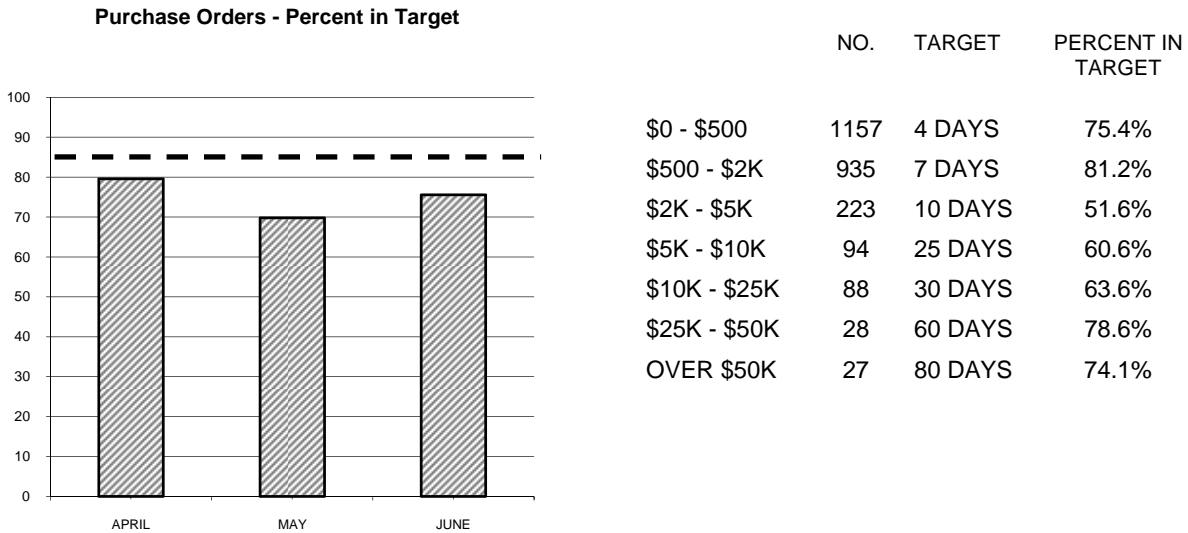 Purchase Orders - Percent in Target
100
90
80
70
60
50
40
30
20
10
0
APRIL MAY JUNE
NO. TARGET PERCENT IN
TARGET
$0 - $500 1157 4 DAYS 75.4%
$500 - $2K 935 7 DAYS 81.2%
$2K - $5K 223 10 DAYS 51.6%
$5K - $10K 94 25 DAYS 60.6%
$10K - $25K 88 30 DAYS 63.6%
$25K - $50K 28 60 DAYS 78.6%
OVER $50K 27 80 DAYS 74.1%